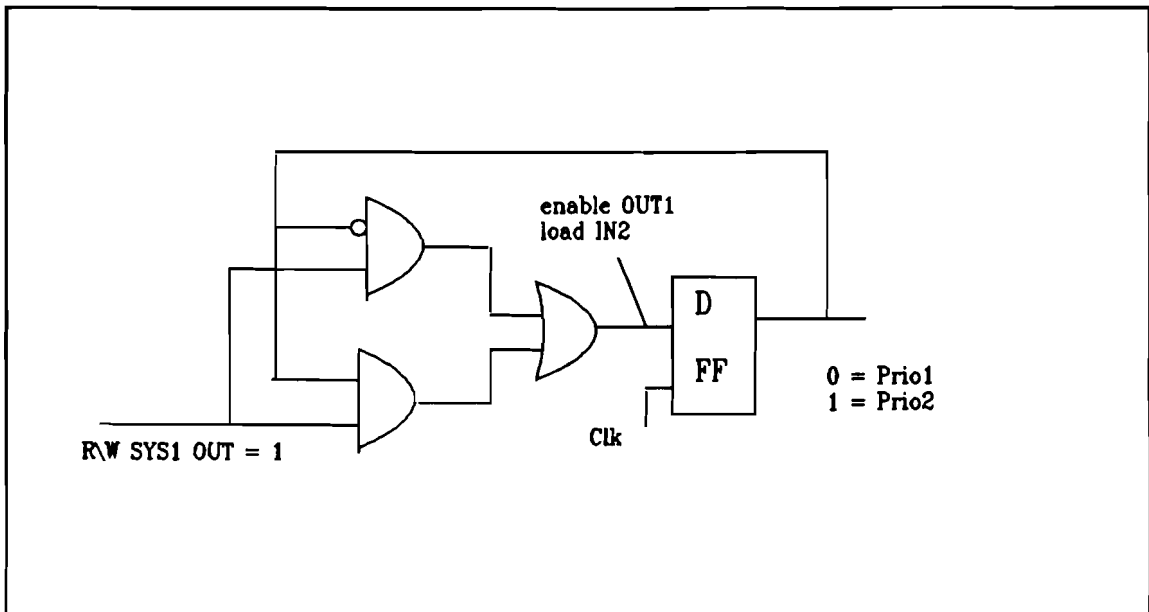 enable OUT1
load IN2
D
FF
0 = Prio1
1 = Prio2
Clk
R\W SYS1 OUT = 1